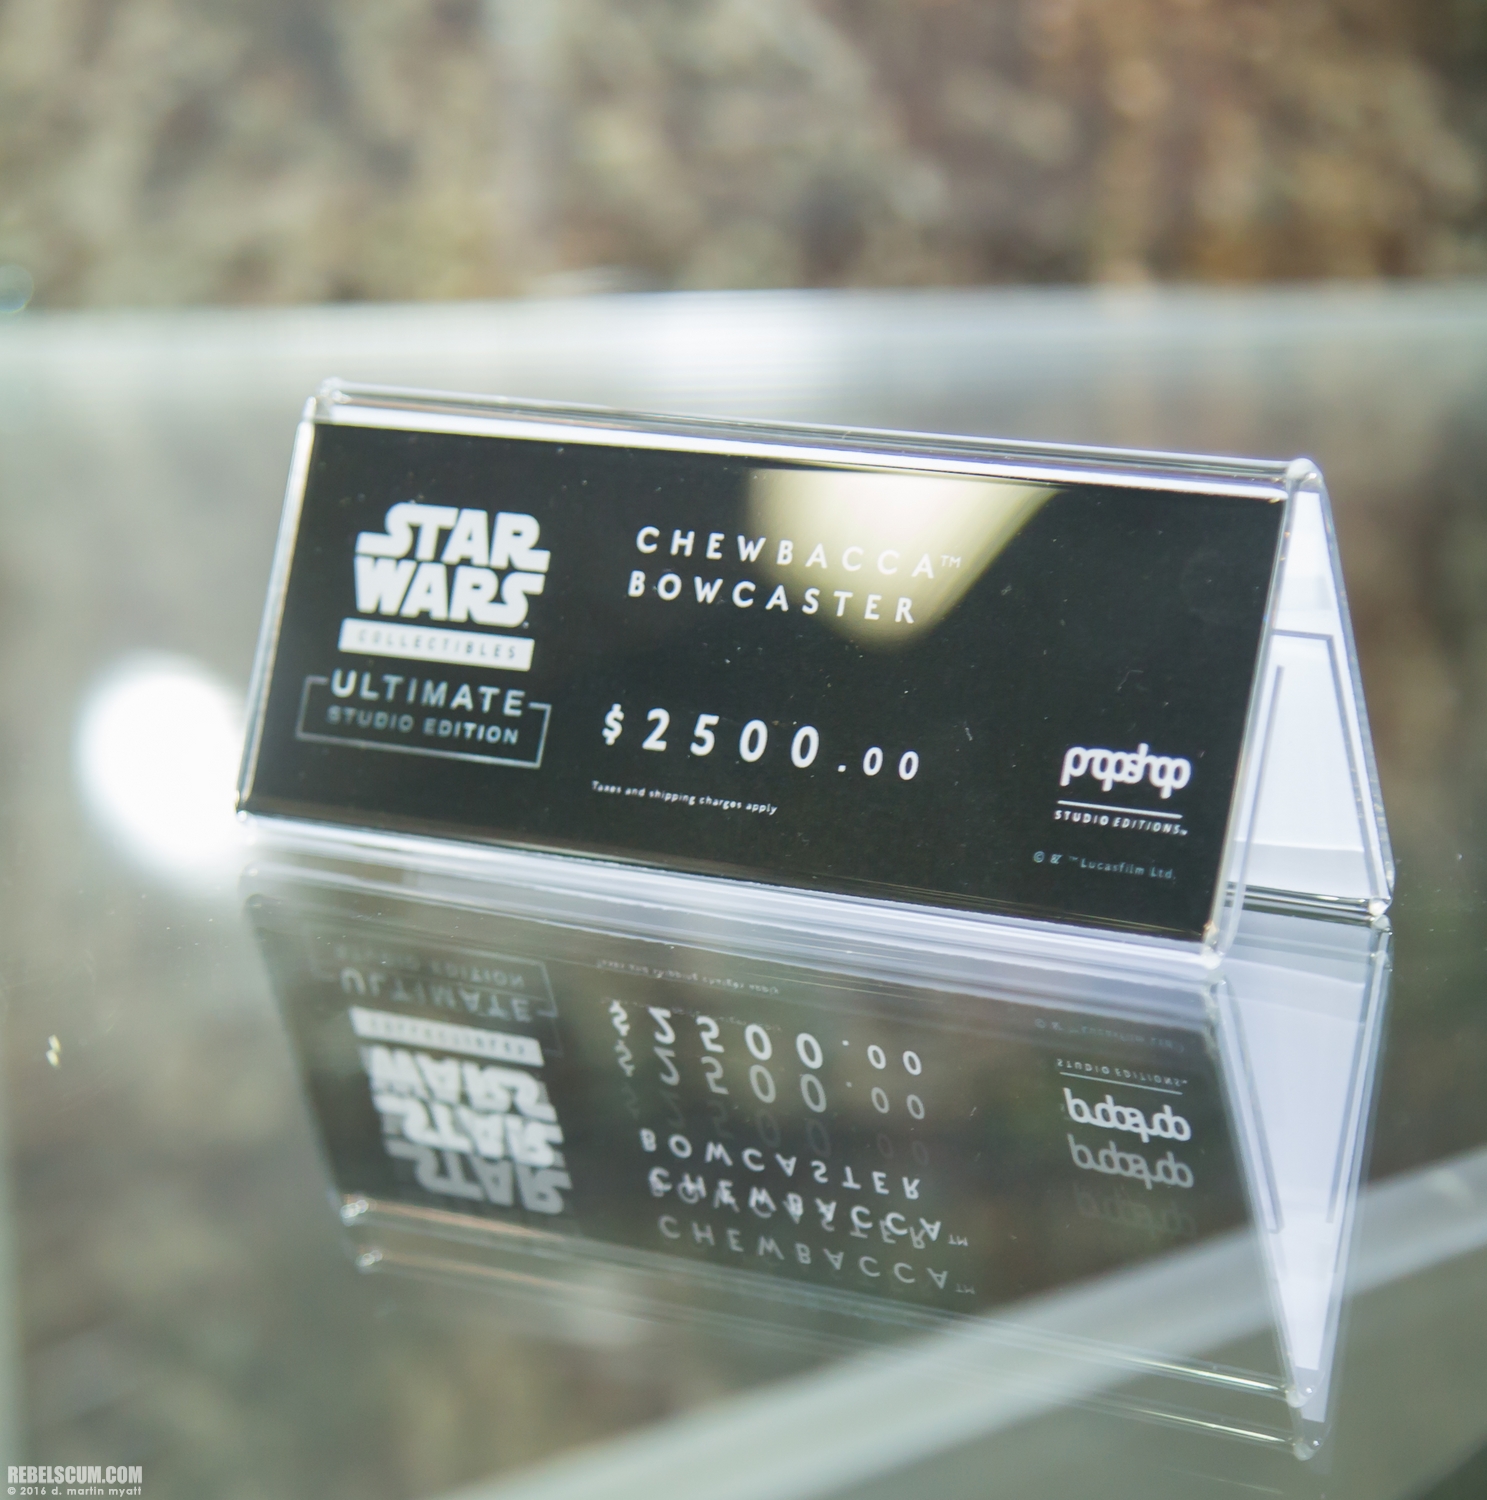 STAR
WARS
COLLECTIBLES
ULTIMATE
STUDIO EDITION
CHEWBACCA™
BOWCASTER
$2500.00
Taxes and shipping charges apply
propshop
STUDIO EDITIONS™
© & ™ Lucasfilm Ltd.
REBELSCUM.COM
© 2016 d. martin myatt